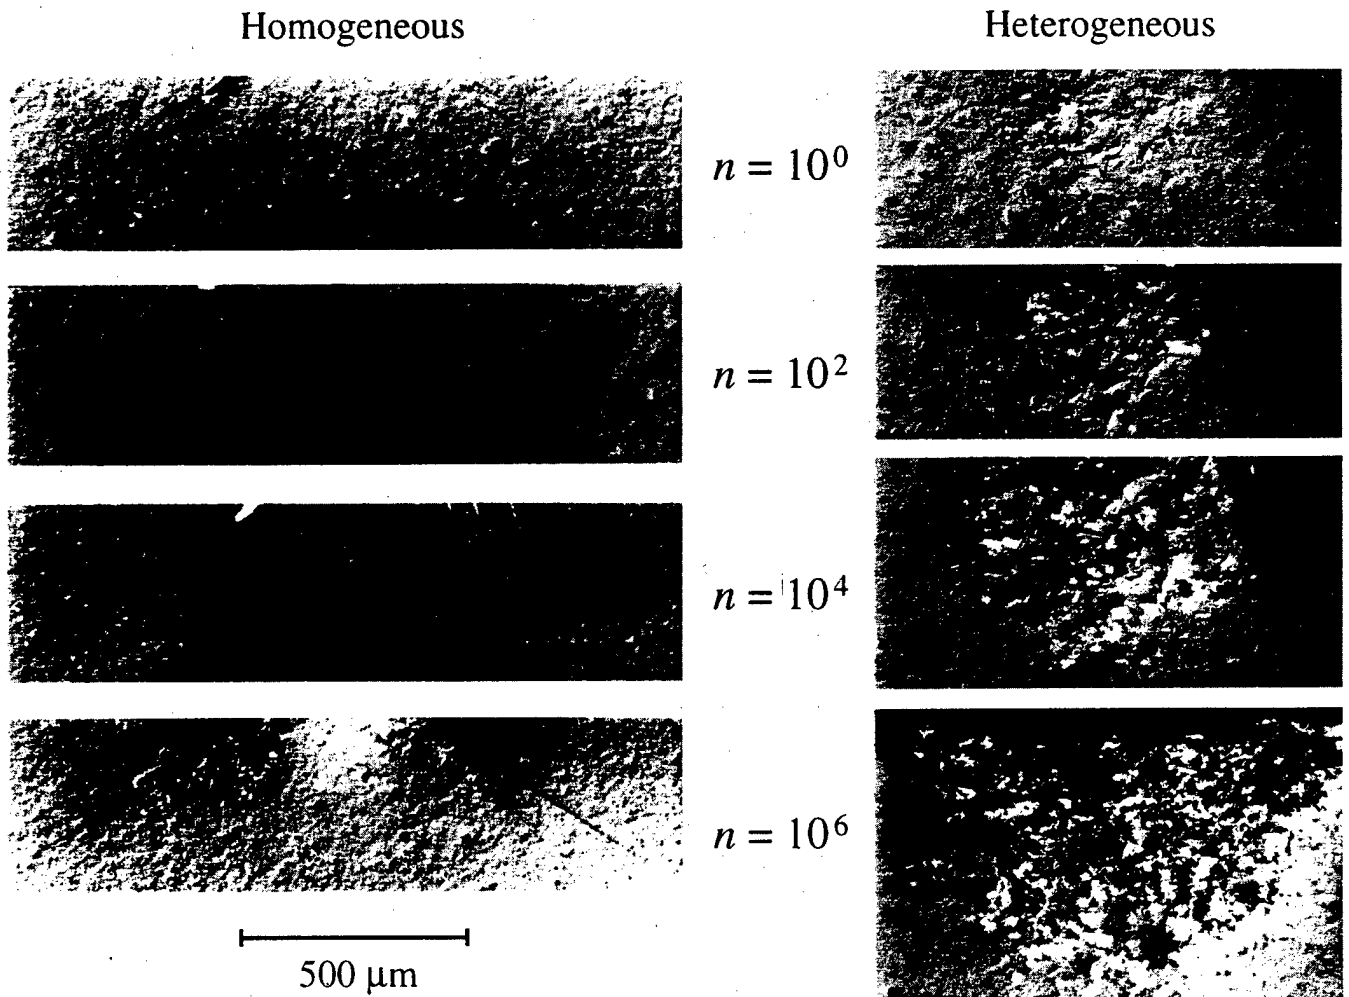 Homogeneous
Heterogeneous
n = 10⁰
n = 10²
n = 10⁴
n = 10⁶
500 µm